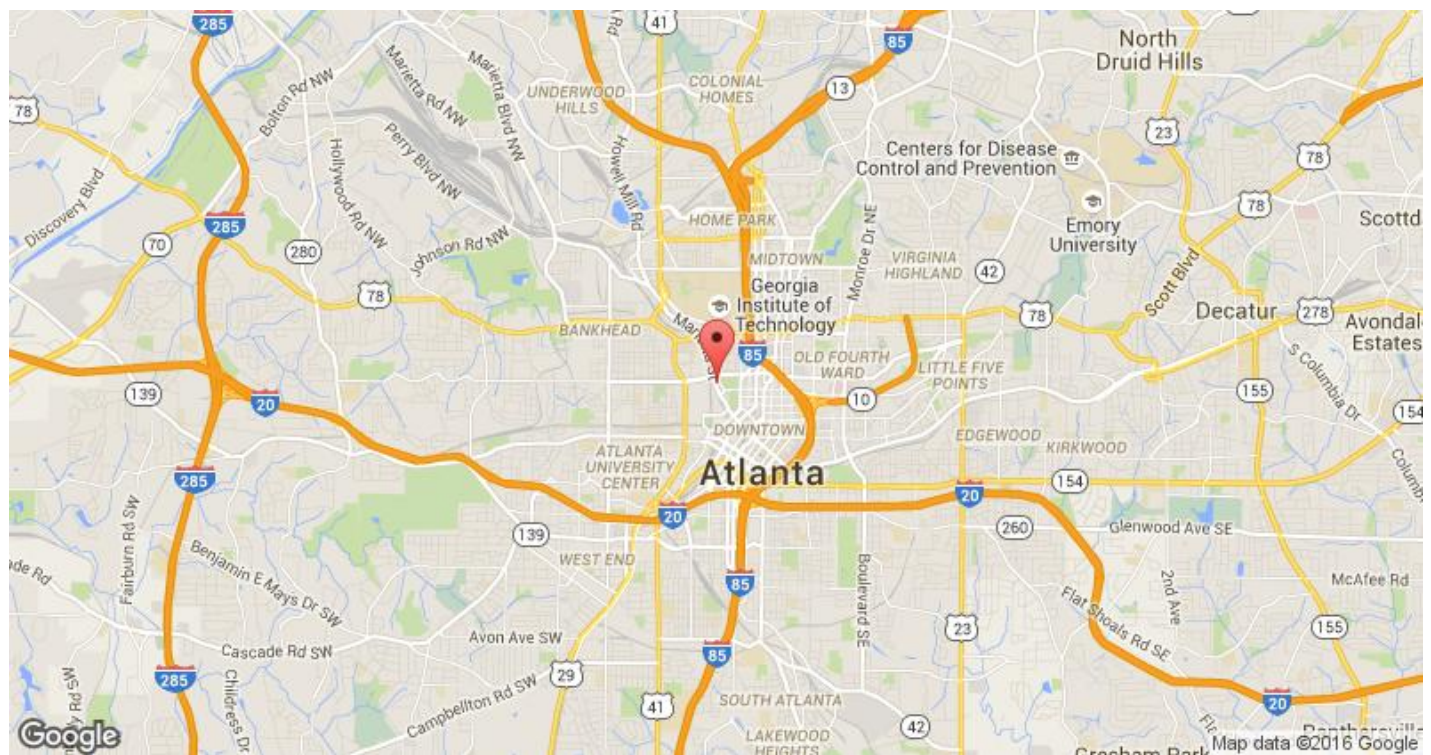 285
41
85
North
Druid Hills
Bolton Rd NW
Marietta Rd NW
Marietta Blvd NW
UNDERWOOD
HILLS
COLONIAL
HOMES
13
78
Perry Blvd NW
Hollywood Rd NW
Howell Mill Rd
23
78
Centers for Disease
Control and Prevention
Discovery Blvd
285
70
280
Johnson Rd NW
HOME PARK
Monroe Dr NE
Emory
University
78
MIDTOWN
VIRGINIA
HIGHLAND
42
Scott Blvd
78
BANKHEAD
Georgia
Institute of
Technology
78
Decatur
278
Avondal
Estates
85
OLD FOURTH
WARD
LITTLE FIVE
POINTS
S Columbia Dr
139
20
10
155
154
DOWNTOWN
EDGEWOOD
KIRKWOOD
ATLANTA
UNIVERSITY
CENTER
Atlanta
285
154
20
20
139
260
Glenwood Ave SE
WEST END
Fairburn Rd SW
Benjamin E Mays Dr SW
85
Boulevard SE
2nd Ave
McAfee Rd
Flat Shoals Rd SE
Avon Ave SW
23
155
Cascade Rd SW
85
285
29
Childress Dr
Campbellton Rd SW
41
SOUTH ATLANTA
42
20
LAKEWOOD
HEIGHTS
Google
Map data ©2016 Google